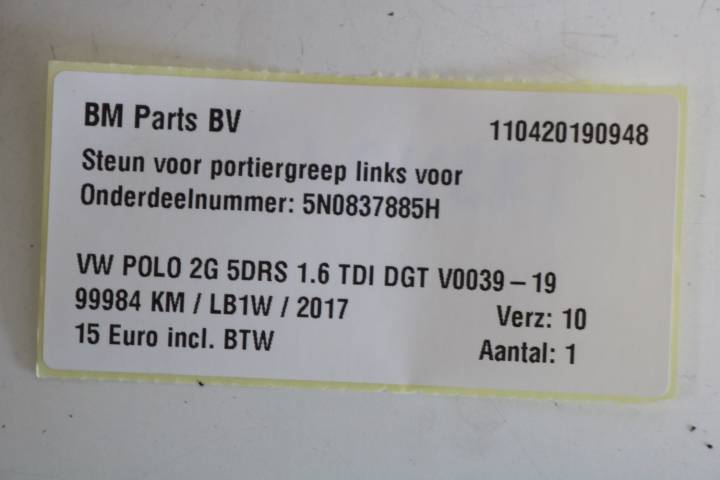 BM Parts BV
110420190948
Steun voor portiergreep links voor
Onderdeelnummer: 5N0837885H
VW POLO 2G 5DRS 1.6 TDI DGT V0039 – 19
99984 KM / LB1W / 2017
Verz: 10
15 Euro incl. BTW
Aantal: 1